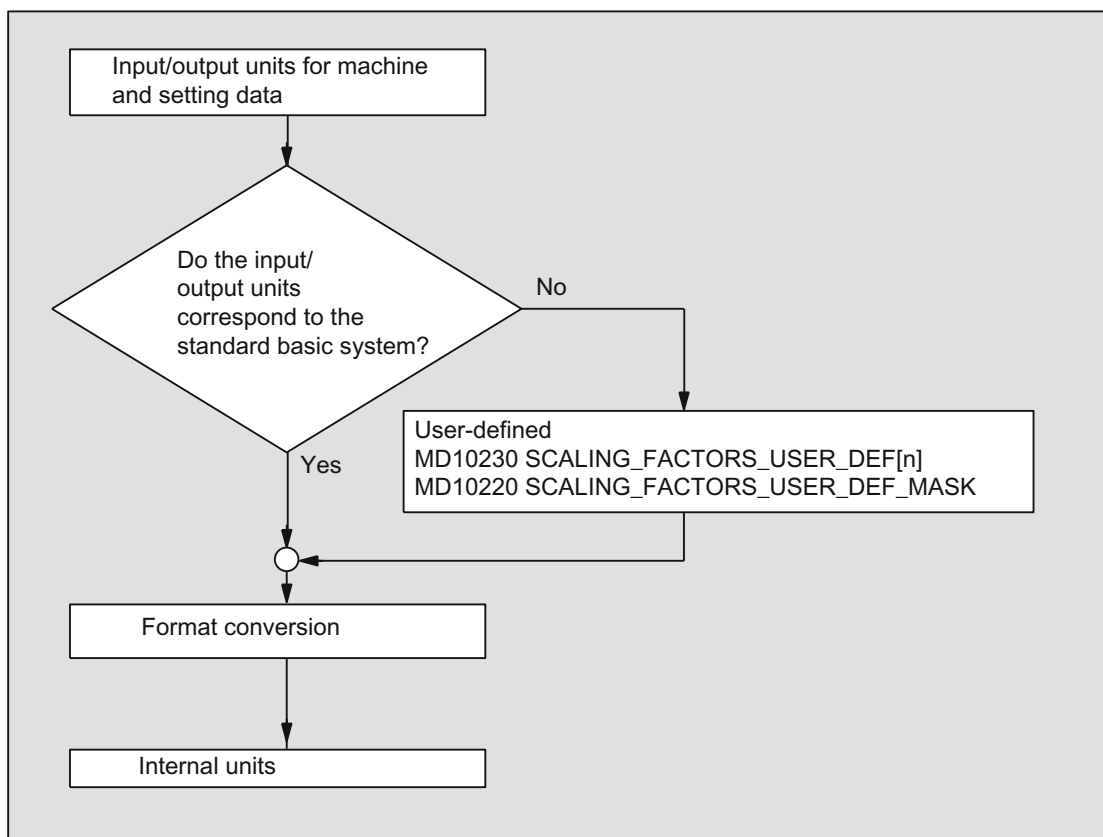 Input/output units for machine
and setting data
Do the input/
output units
correspond to the
standard basic system?
No
User-defined
MD10230 SCALING_FACTORS_USER_DEF[n]
MD10220 SCALING_FACTORS_USER_DEF_MASK
Yes
Format conversion
Internal units